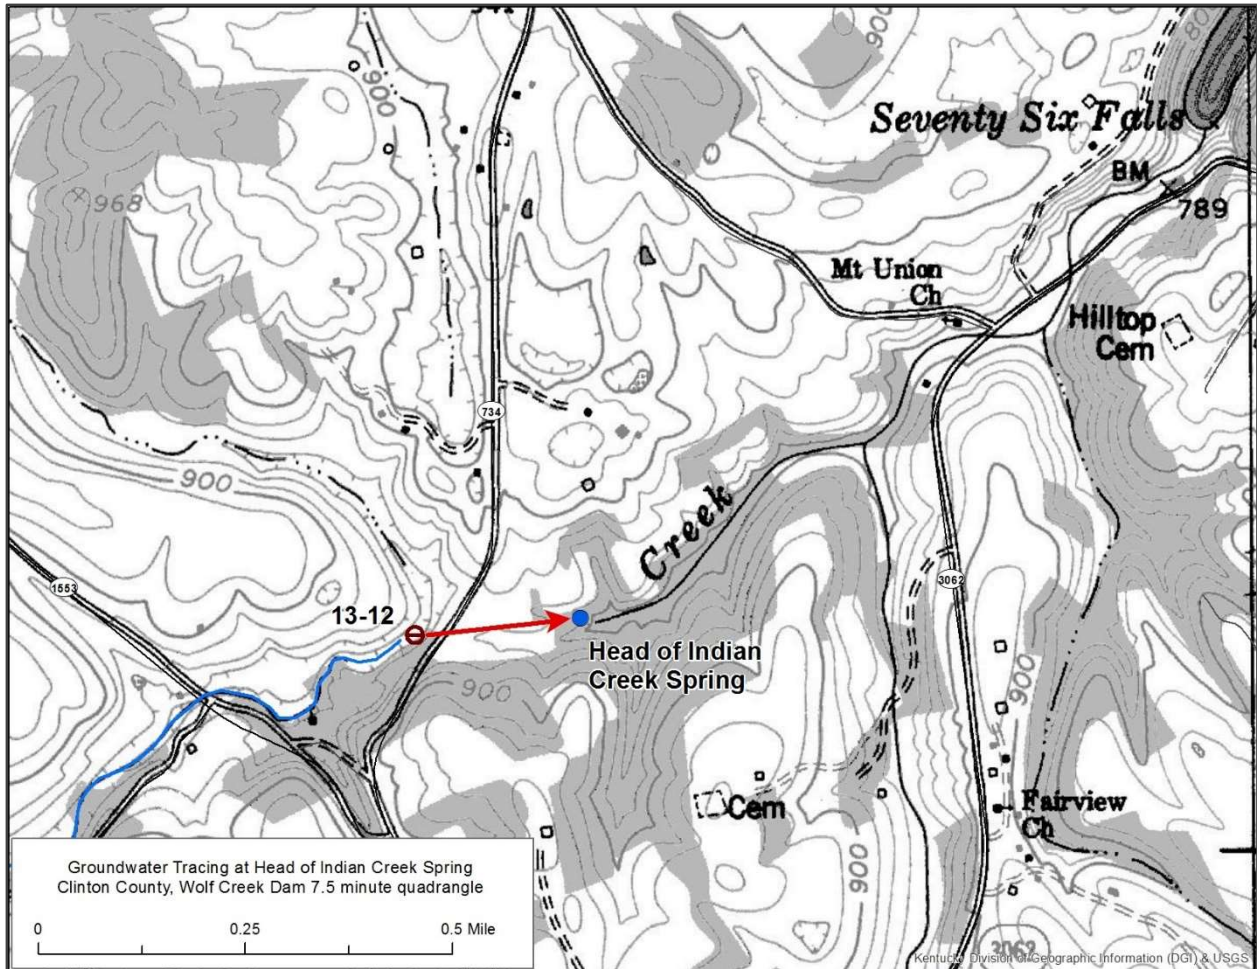 900
900
Seventy Six Falls
BM
789
968
Mt Union
Ch
Hilltop
Cem
734
900
Creek
1553
3062
13-12
Head of Indian
Creek Spring
900
900
Cem
Fairview
Ch
900
Groundwater Tracing at Head of Indian Creek Spring
Clinton County, Wolf Creek Dam 7.5 minute quadrangle
0
0.25
0.5 Mile
3062
Kentucky Division of Geographic Information (DGI) & USGS